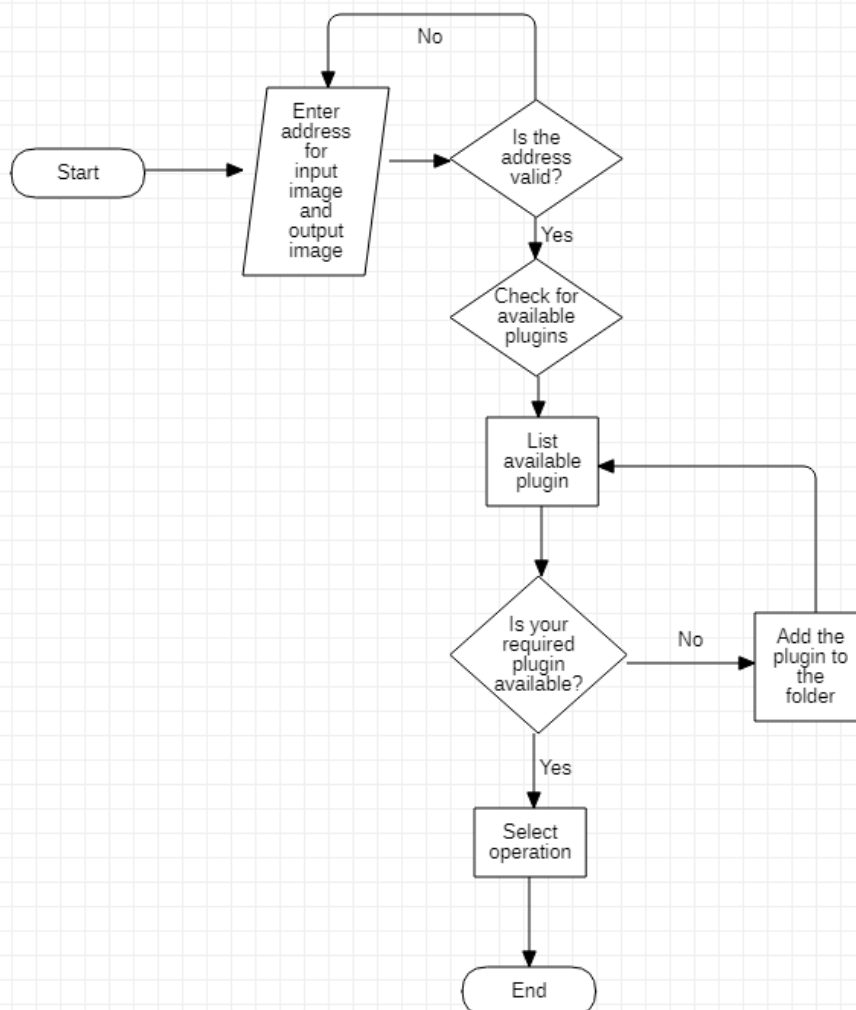 No
Enter
address
for
input
image
and
output
image
Start
Is the
address
valid?
Yes
Check for
available
plugins
List
available
plugin
Is your
required
plugin
available?
No
Add the
plugin to
the
folder
Yes
Select
operation
End